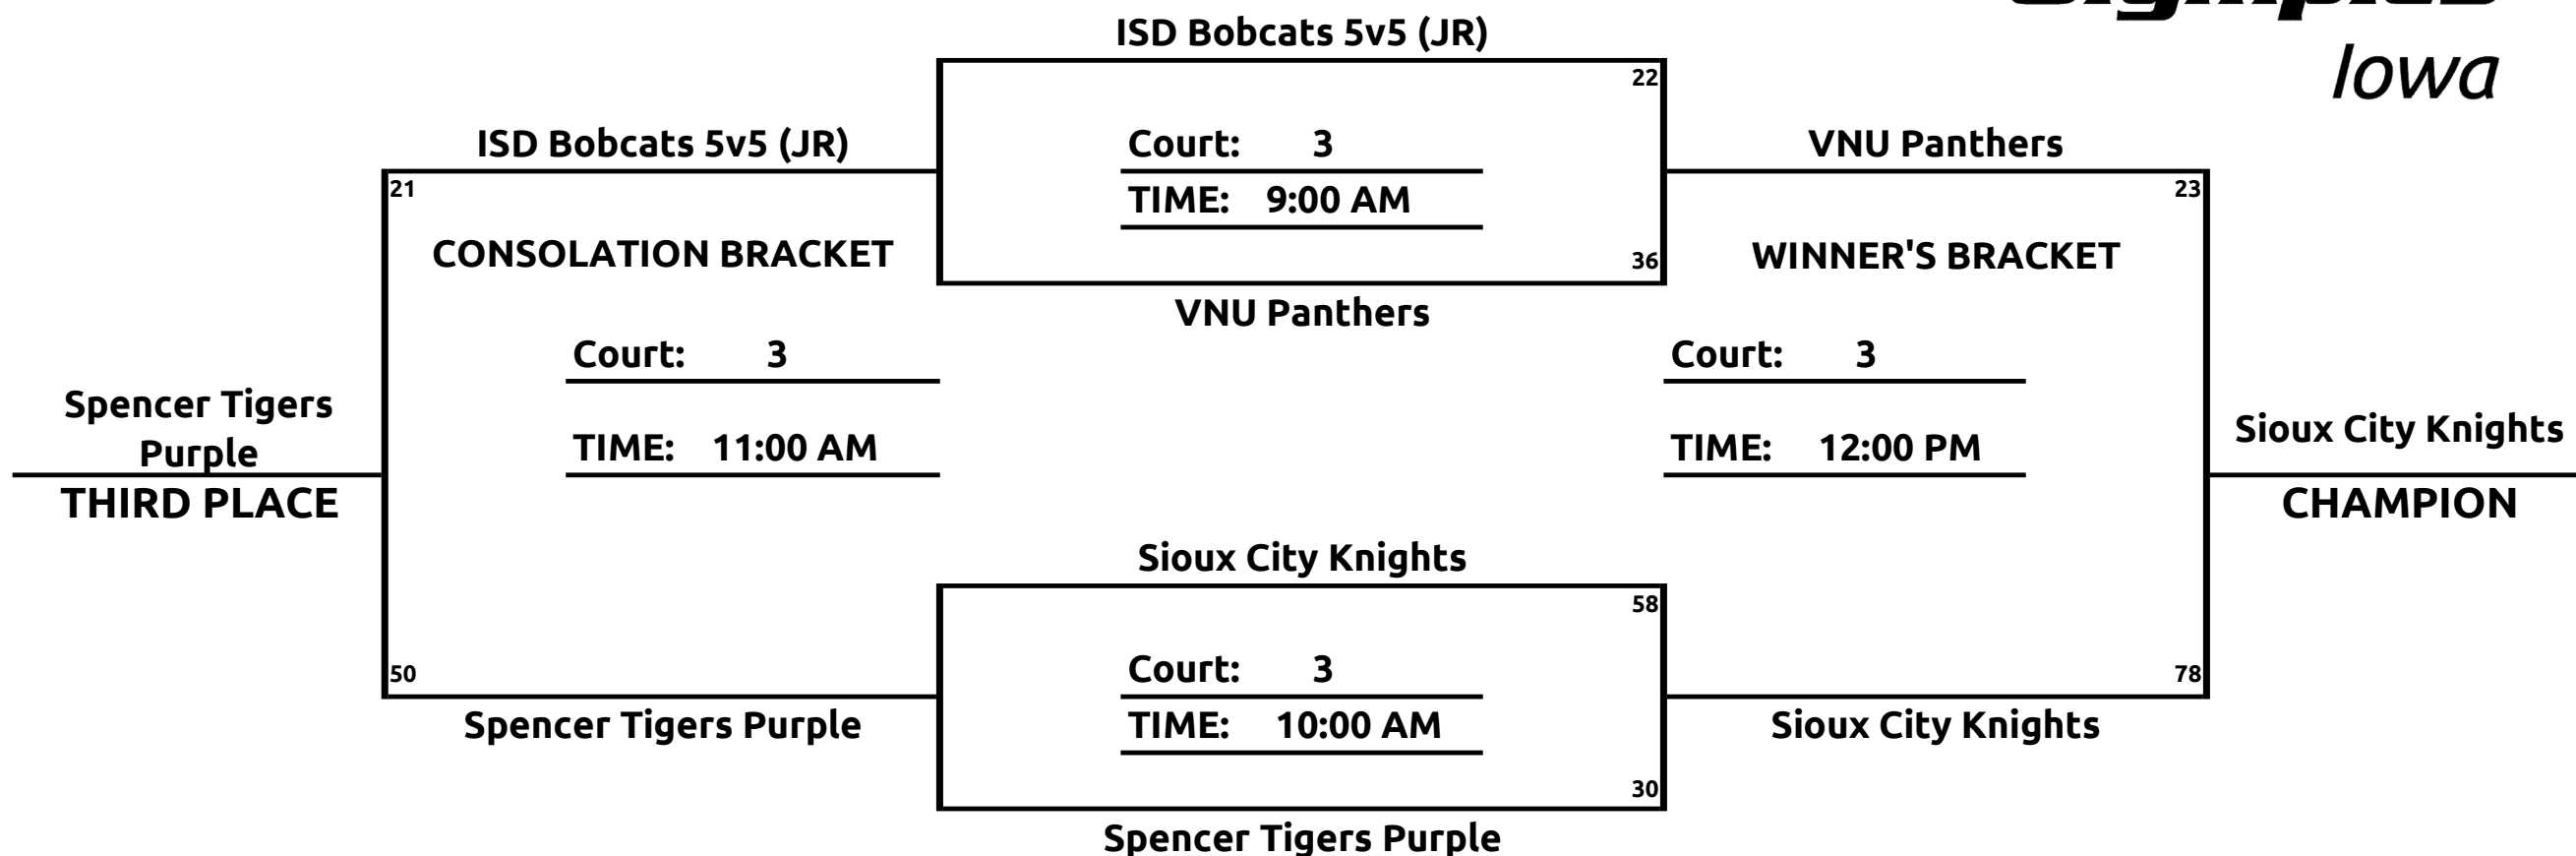 Iowa
ISD Bobcats 5v5 (JR)
22
Court: 3
TIME: 9:00 AM
36
VNU Panthers
ISD Bobcats 5v5 (JR)
21
CONSOLATION BRACKET
Court: 3
TIME: 11:00 AM
50
Spencer Tigers Purple
Spencer Tigers
Purple
THIRD PLACE
VNU Panthers
23
WINNER'S BRACKET
Court: 3
TIME: 12:00 PM
78
Sioux City Knights
Sioux City Knights
CHAMPION
Sioux City Knights
58
Court: 3
TIME: 10:00 AM
30
Spencer Tigers Purple